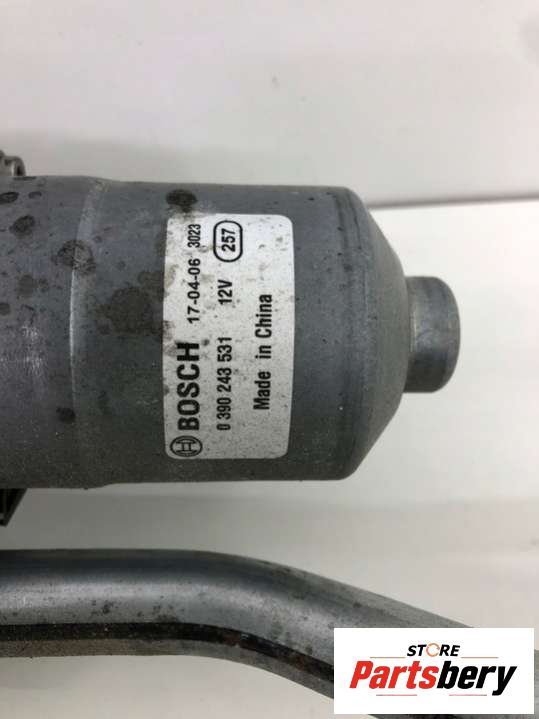 BOSCH 17-04-06 3023
0 390 243 531 12V 257
Made in China
STORE
Partsbery